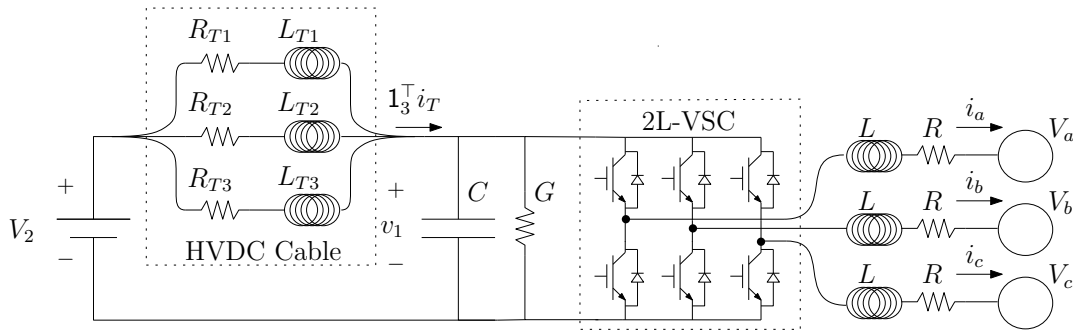 R_{T1} L_{T1}
R_{T2} L_{T2}
R_{T3} L_{T3}
HVDC Cable
1_3^⊤ i_T
+
V_2
−
+
v_1
−
C
G
2L-VSC
L R i_a V_a
L R i_b V_b
L R i_c V_c